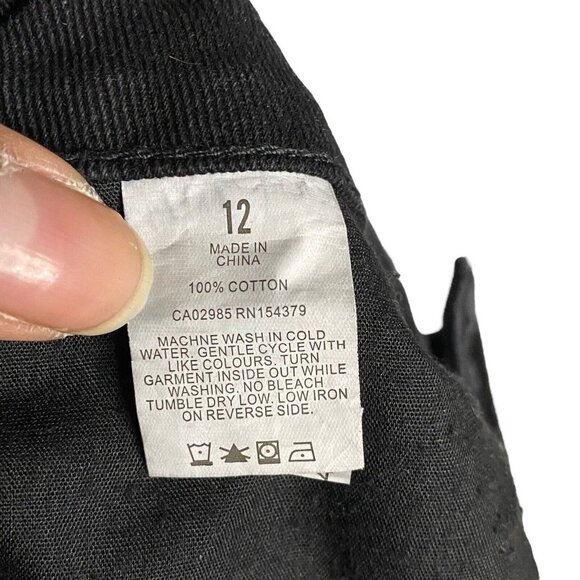 12
MADE IN
CHINA
100% COTTON
CA02985 RN154379
MACHNE WASH IN COLD
WATER, GENTLE CYCLE WITH
LIKE COLOURS. TURN
GARMENT INSIDE OUT WHILE
WASHING. NO BLEACH
TUMBLE DRY LOW. LOW IRON
ON REVERSE SIDE.